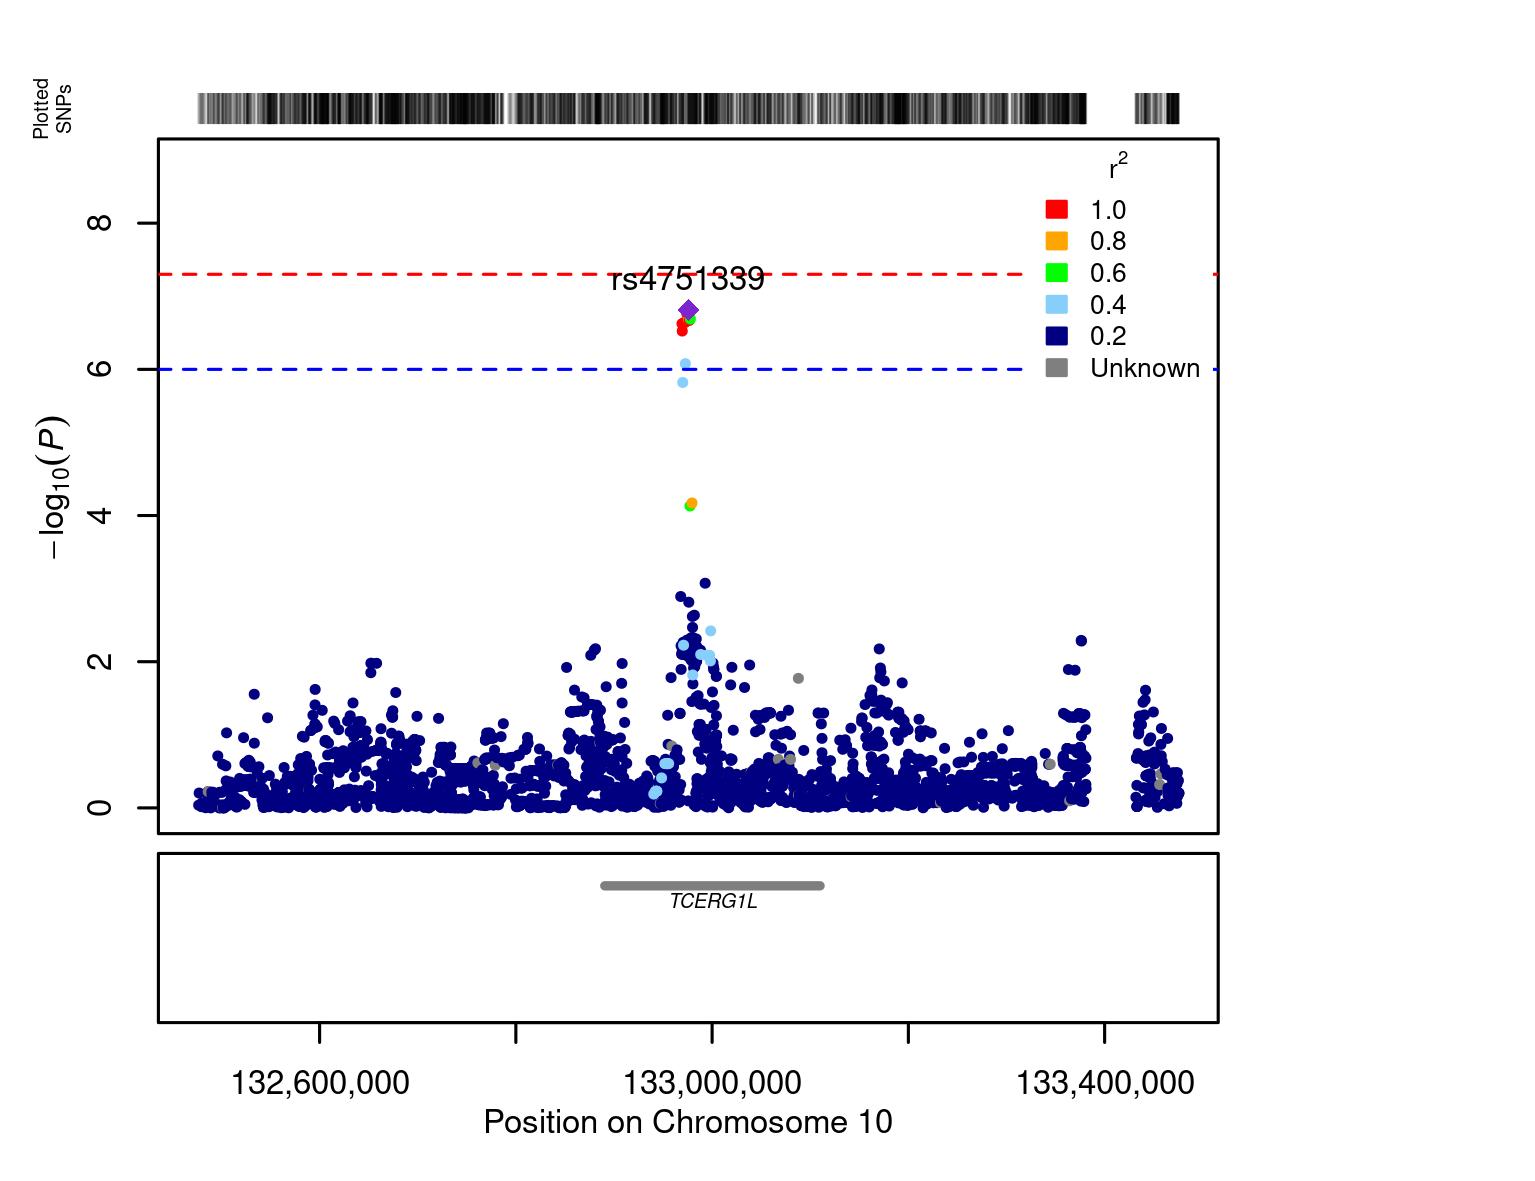 Plotted
SNPs
r²
1.0
0.8
0.6
0.4
0.2
Unknown
rs4751339
8
6
4
2
0
−log₁₀(P)
TCERG1L
132,600,000 133,000,000 133,400,000
Position on Chromosome 10